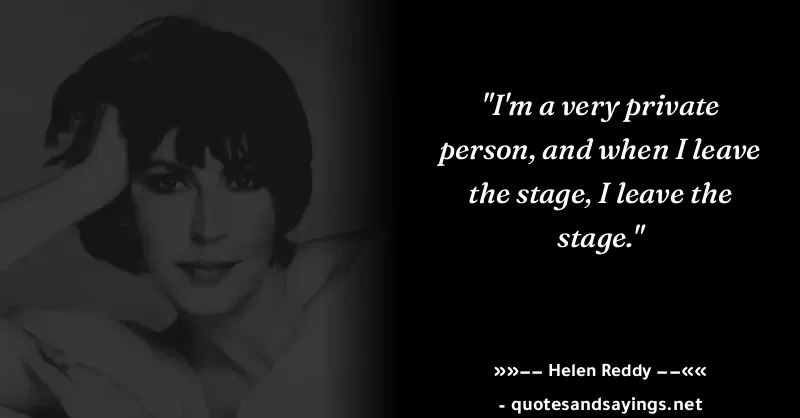 "I'm a very private
person, and when I leave
the stage, I leave the
stage."
»»−− Helen Reddy −−««
- quotesandsayings.net